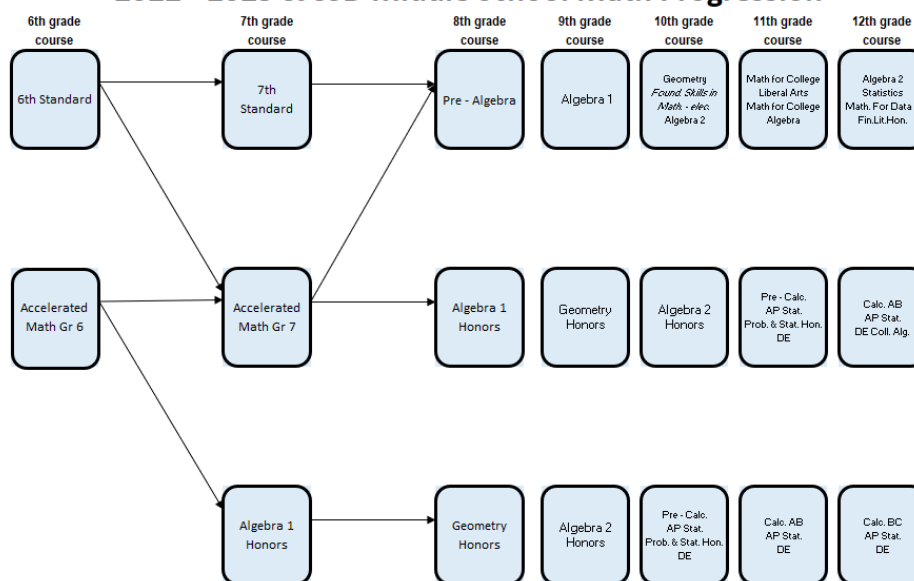 6th grade
course
7th grade
course
8th grade
course
9th grade
course
10th grade
course
11th grade
course
12th grade
course
6th Standard
7th
Standard
Pre - Algebra
Algebra 1
Geometry
Found. Skills in
Math. - elec.
Algebra 2
Math for College
Liberal Arts
Math for College
Algebra
Algebra 2
Statistics
Math. For Data
Fin.Lit.Hon.
Accelerated
Math Gr 6
Accelerated
Math Gr 7
Algebra 1
Honors
Geometry
Honors
Algebra 2
Honors
Pre - Calc.
AP Stat.
Prob. & Stat. Hon.
DE
Calc. AB
AP Stat.
DE Coll. Alg.
Algebra 1
Honors
Geometry
Honors
Algebra 2
Honors
Pre - Calc.
AP Stat.
Prob. & Stat. Hon.
DE
Calc. AB
AP Stat.
DE
Calc. BC
AP Stat.
DE